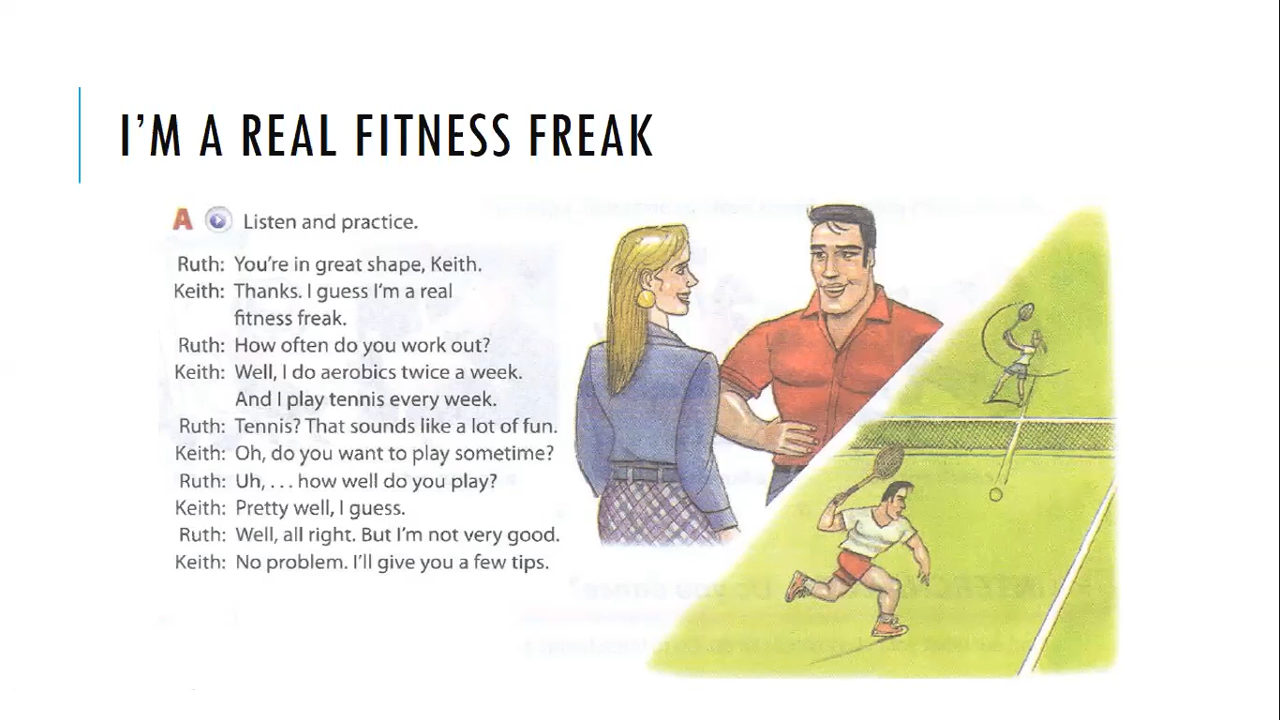 I'M A REAL FITNESS FREAK
A Listen and practice.
Ruth: You're in great shape, Keith.
Keith: Thanks. I guess I'm a real
fitness freak.
Ruth: How often do you work out?
Keith: Well, I do aerobics twice a week.
And I play tennis every week.
Ruth: Tennis? That sounds like a lot of fun.
Keith: Oh, do you want to play sometime?
Ruth: Uh, . . . how well do you play?
Keith: Pretty well, I guess.
Ruth: Well, all right. But I'm not very good.
Keith: No problem. I'll give you a few tips.